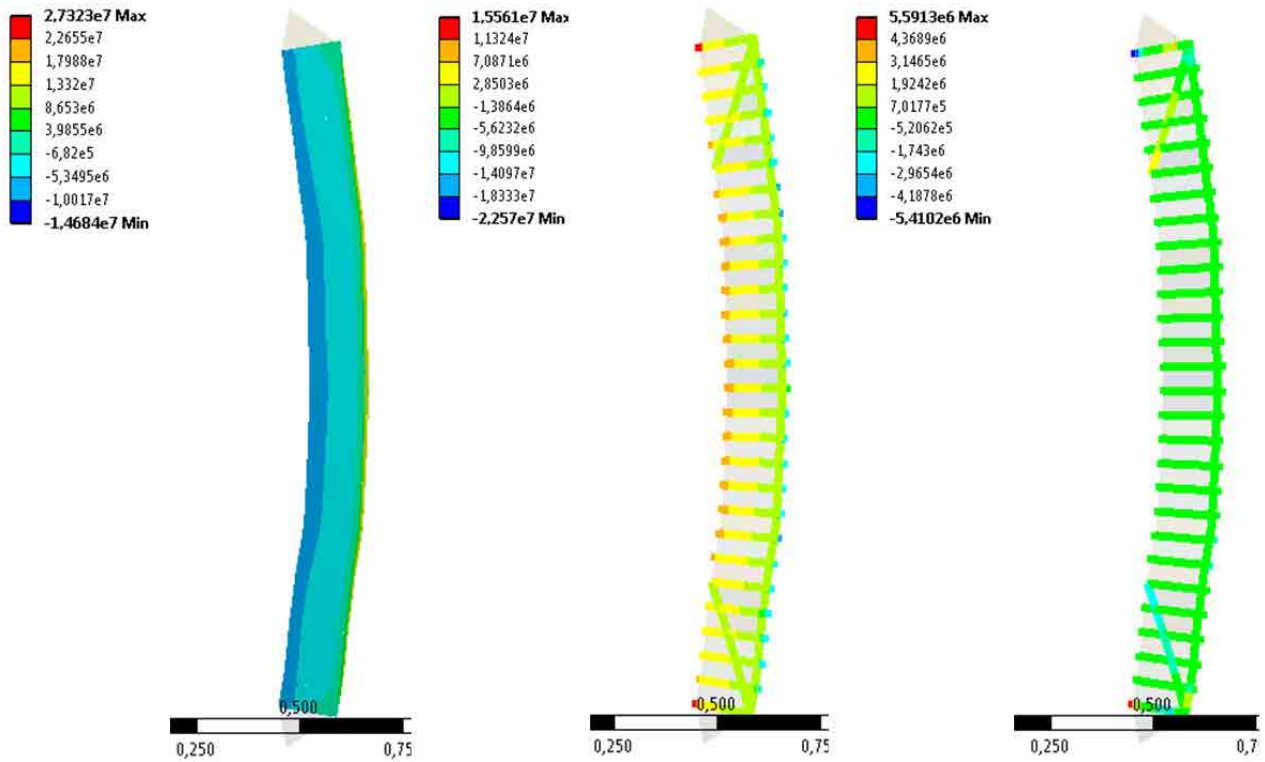 2,7323e7 Max
2,2655e7
1,7988e7
1,332e7
8,653e6
3,9855e6
-6,82e5
-5,3495e6
-1,0017e7
-1,4684e7 Min
0,500
0,250
0,75
1,5561e7 Max
1,1324e7
7,0871e6
2,8503e6
-1,3864e6
-5,6232e6
-9,8599e6
-1,4097e7
-1,8333e7
-2,257e7 Min
0,500
0,250
0,75
5,5913e6 Max
4,3689e6
3,1465e6
1,9242e6
7,0177e5
-5,2062e5
-1,743e6
-2,9654e6
-4,1878e6
-5,4102e6 Min
0,500
0,250
0,7